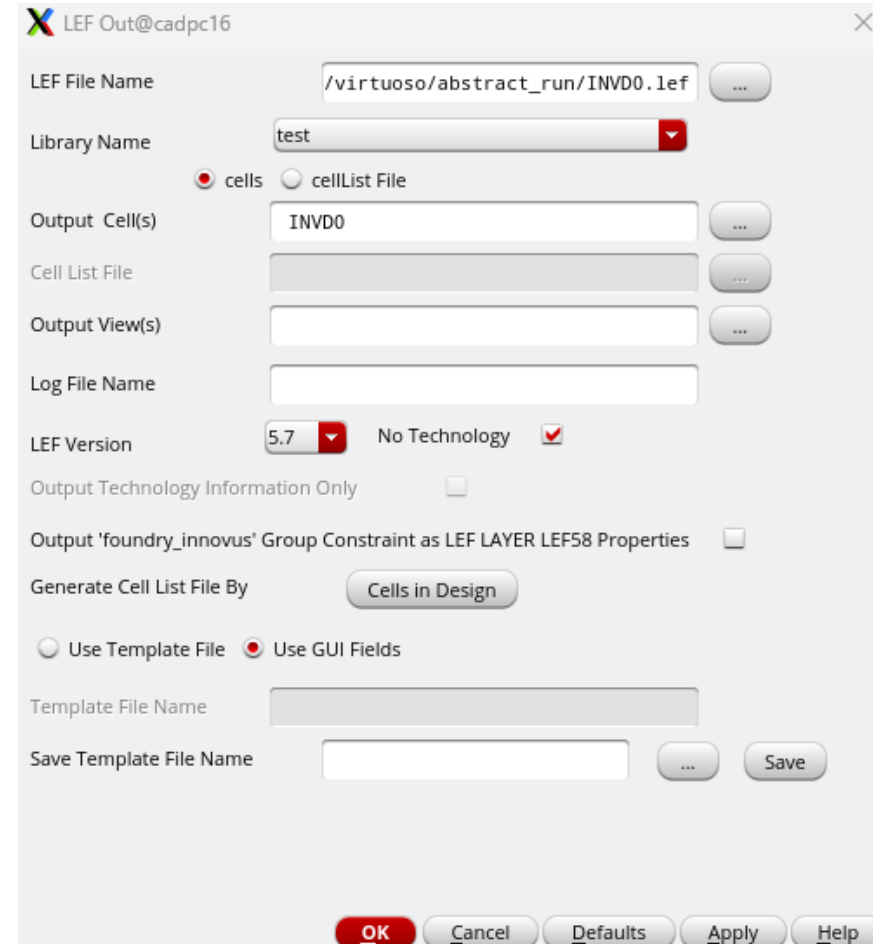 LEF Out@cadpc16
LEF File Name /virtuoso/abstract_run/INVD0.lef ...
Library Name test
cells cellList File
Output Cell(s) INVD0 ...
Cell List File ...
Output View(s) ...
Log File Name
LEF Version 5.7 No Technology
Output Technology Information Only
Output 'foundry_innovus' Group Constraint as LEF LAYER LEF58 Properties
Generate Cell List File By Cells in Design
Use Template File Use GUI Fields
Template File Name
Save Template File Name ... Save
OK Cancel Defaults Apply Help